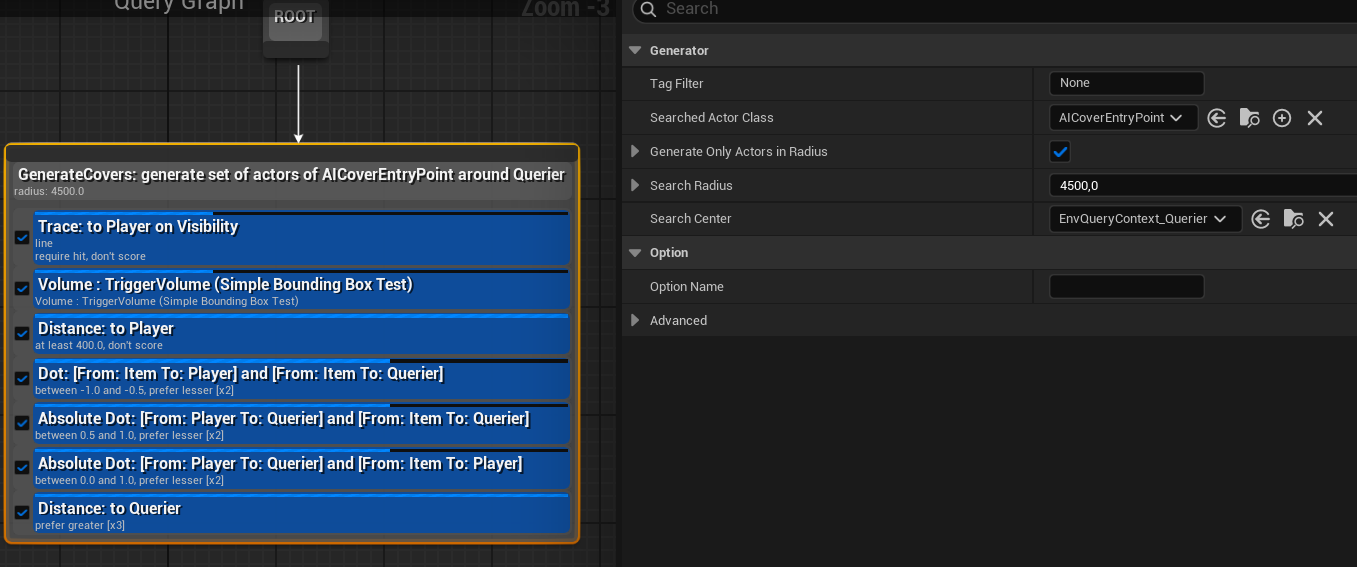 Query Graph
Zoom -3
ROOT
GenerateCovers: generate set of actors of AICoverEntryPoint around Querier
radius: 4500.0
Trace: to Player on Visibility
line
require hit, don't score
Volume : TriggerVolume (Simple Bounding Box Test)
Volume : TriggerVolume (Simple Bounding Box Test)
Distance: to Player
at least 400.0, don't score
Dot: [From: Item To: Player] and [From: Item To: Querier]
between -1.0 and -0.5, prefer lesser [x2]
Absolute Dot: [From: Player To: Querier] and [From: Item To: Querier]
between 0.5 and 1.0, prefer lesser [x2]
Absolute Dot: [From: Player To: Querier] and [From: Item To: Player]
between 0.0 and 1.0, prefer lesser [x2]
Distance: to Querier
prefer greater [x3]
Search
Generator
Tag Filter
None
Searched Actor Class
AICoverEntryPoint
Generate Only Actors in Radius
Search Radius
4500,0
Search Center
EnvQueryContext_Querier
Option
Option Name
Advanced